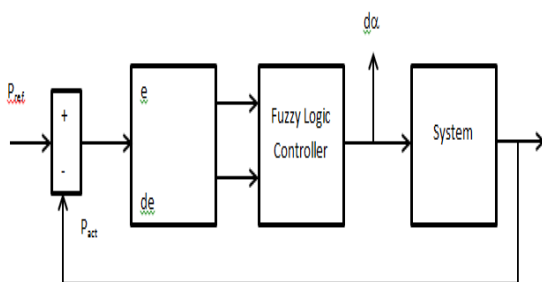 dα
P_ref
+
-
e
de
Fuzzy Logic
Controller
System
P_act